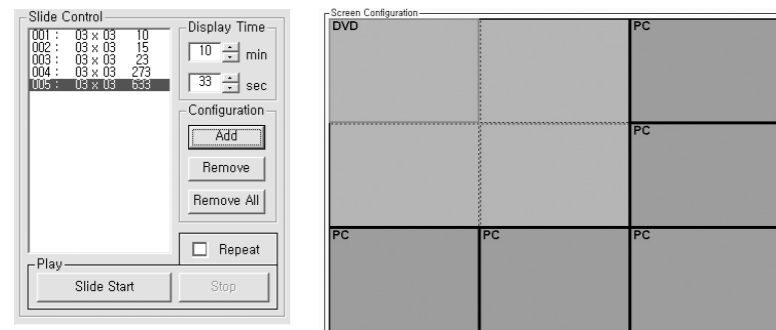 Slide Control
001 : 03 x 03 10
002 : 03 x 03 15
003 : 03 x 03 23
004 : 03 x 03 273
005 : 03 x 03 633
Display Time
10 min
33 sec
Configuration
Add
Remove
Remove All
Repeat
Play
Slide Start
Stop
Screen Configuration
DVD
PC
PC
PC
PC
PC